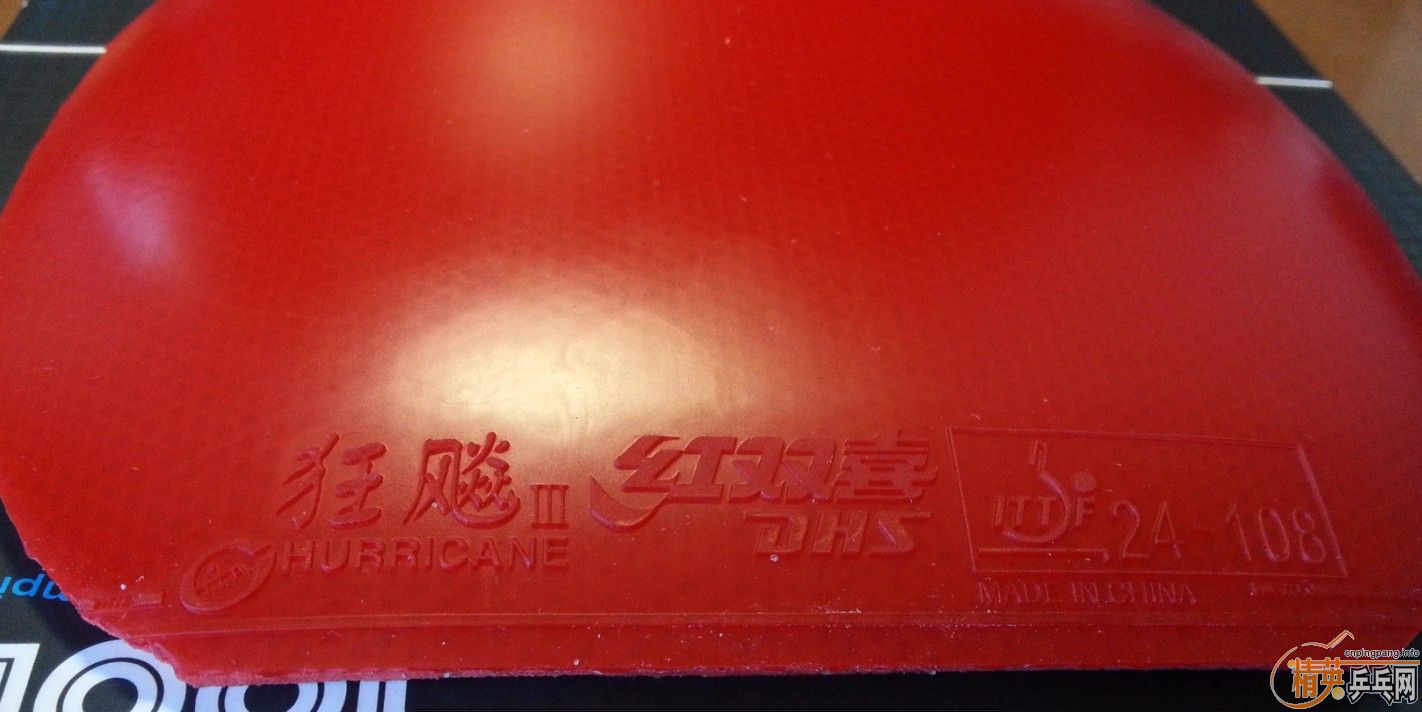 狂飚III
HURRICANE
红双喜
DHS
ITTF 24-108
MADE IN CHINA
cnpingpang.info
精英乒乓网